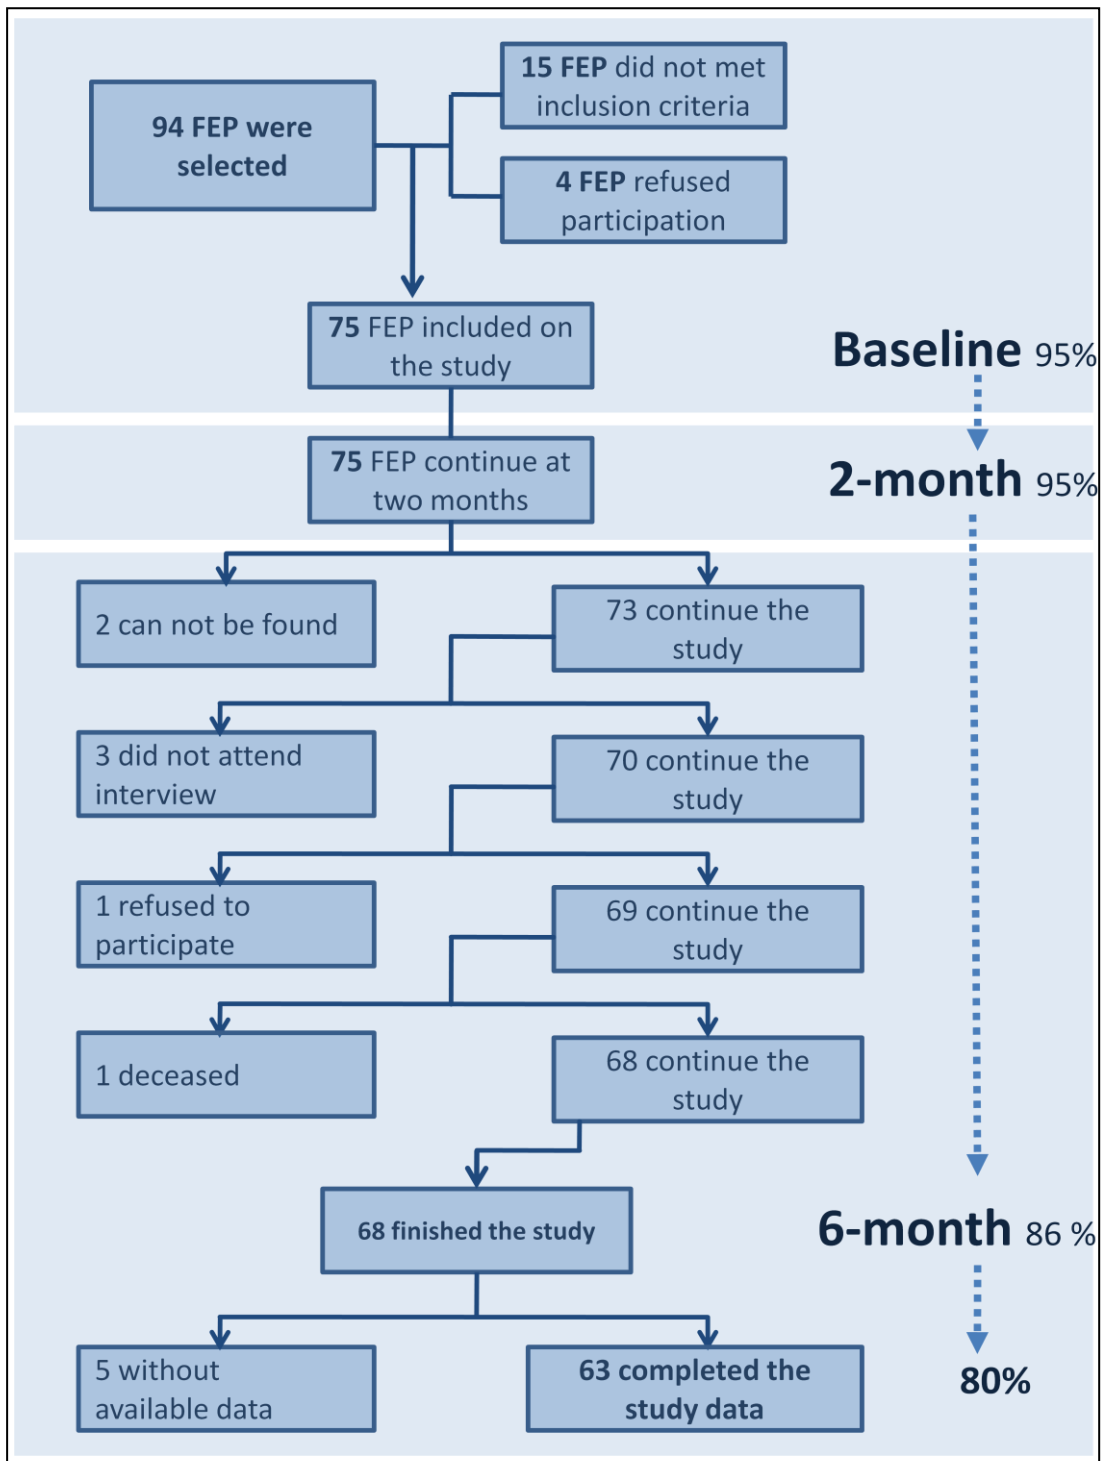 15 FEP did not met
inclusion criteria
94 FEP were
selected
4 FEP refused
participation
75 FEP included on
the study
Baseline 95%
75 FEP continue at
two months
2-month 95%
2 can not be found
73 continue the
study
3 did not attend
interview
70 continue the
study
1 refused to
participate
69 continue the
study
1 deceased
68 continue the
study
68 finished the study
6-month 86 %
5 without
available data
63 completed the
study data
80%